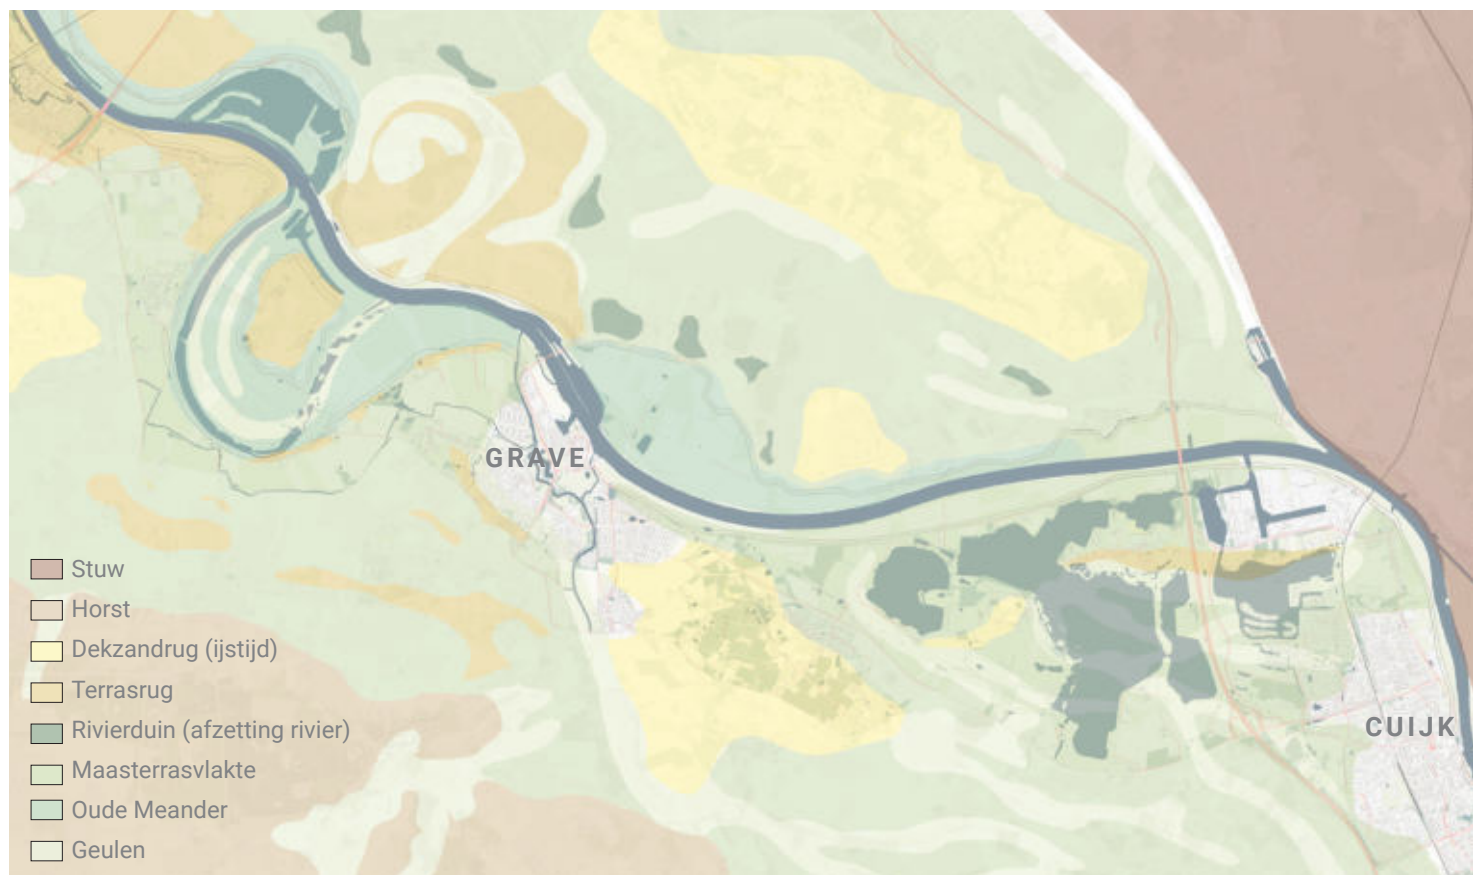 GRAVE
CUIJK
Stuw
Horst
Dekzandrug (ijstijd)
Terrasrug
Rivierduin (afzetting rivier)
Maasterrasvlakte
Oude Meander
Geulen